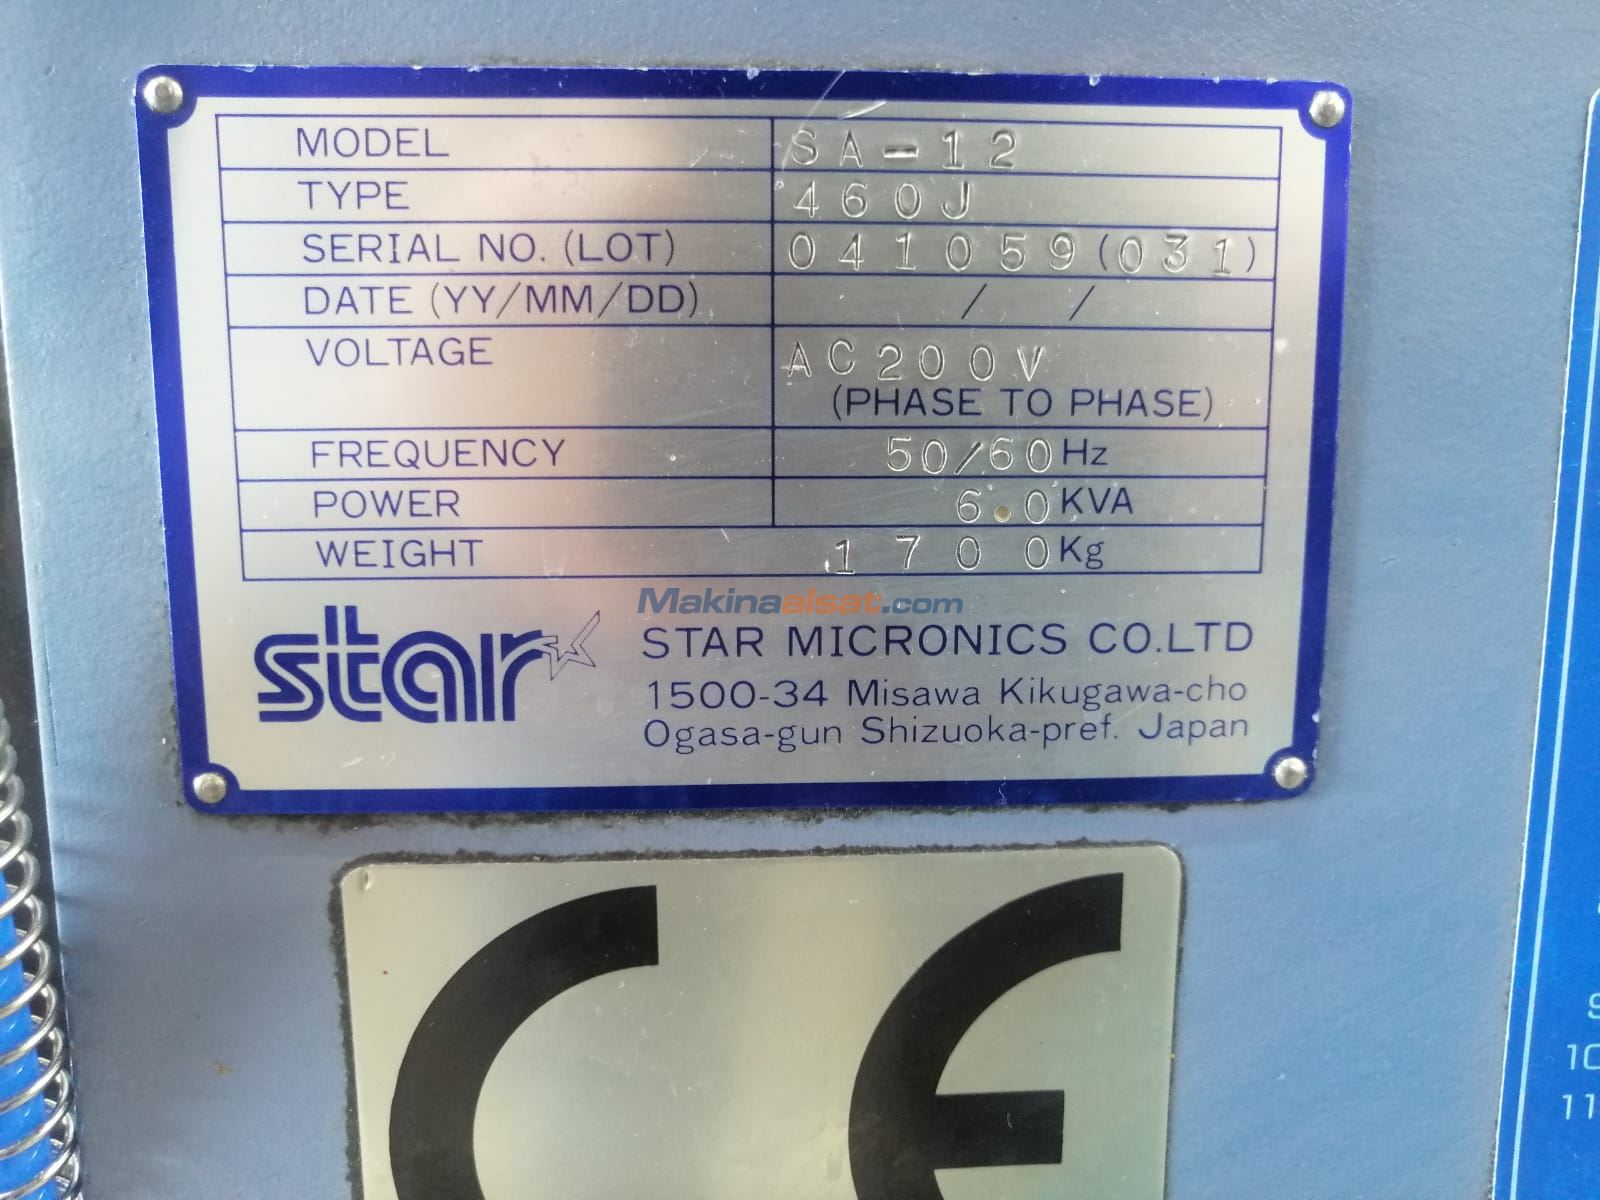 MODEL SA-12
TYPE 460J
SERIAL NO. (LOT) 041059(031)
DATE (YY/MM/DD) / /
VOLTAGE AC200V
(PHASE TO PHASE)
FREQUENCY 50/60Hz
POWER 6.0KVA
WEIGHT 1700Kg
Makinaalsat.com
star
STAR MICRONICS CO.LTD
1500-34 Misawa Kikugawa-cho
Ogasa-gun Shizuoka-pref. Japan
CE